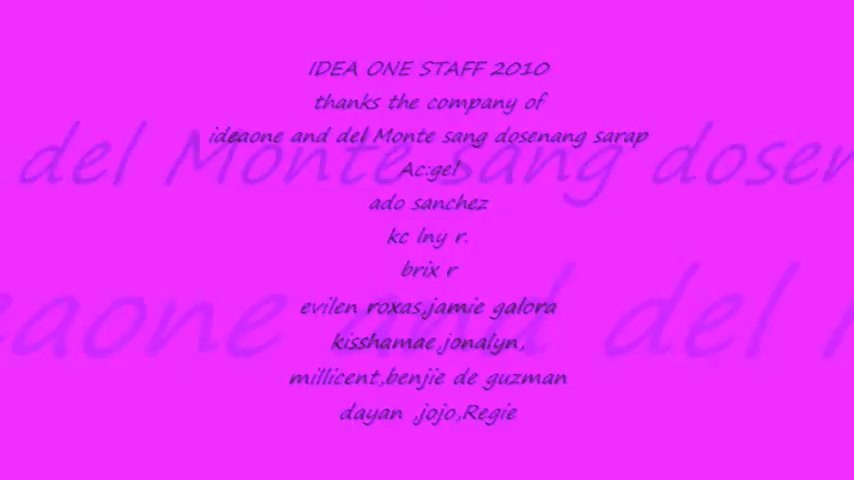 IDEA ONE STAFF 2010
thanks the company of
ideaone and del Monte sang dosenang sarap
Ac:gel
ado sanchez
kc lny r.
brix r
evilen roxas,jamie galora
kisshamae,jonalyn,
millicent,benjie de guzman
dayan ,jojo,Regie
del Monte sang dosen
eaone and del M